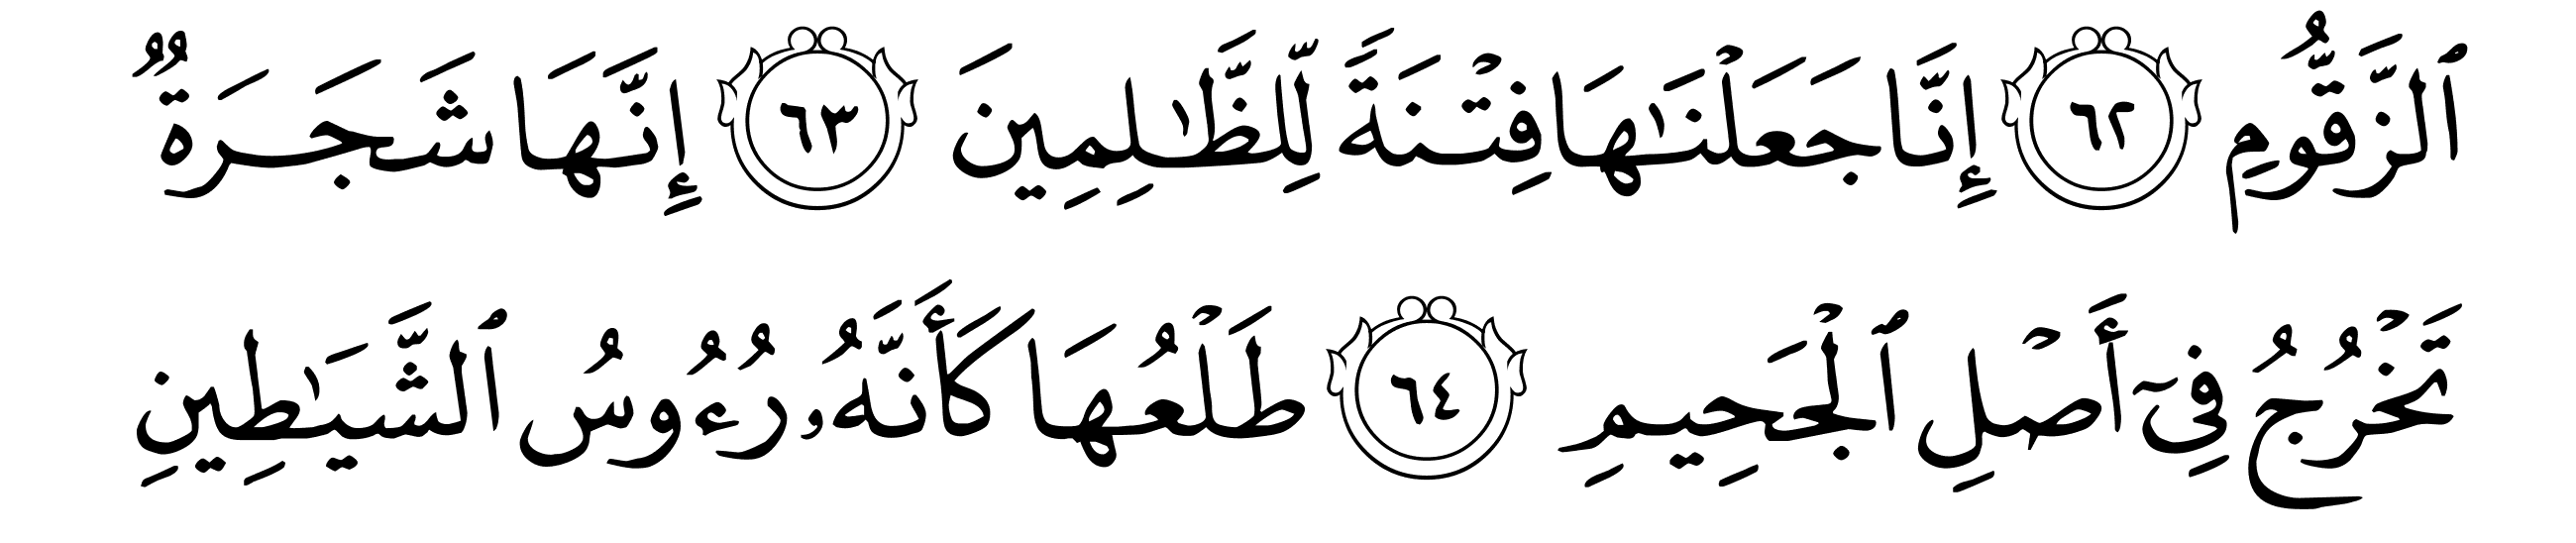 ٱلزَّقُّومِ ٦٢ إِنَّا جَعَلْنَـٰهَا فِتْنَةً لِّلظَّـٰلِمِينَ ٦٣ إِنَّهَا شَجَرَةٌ
تَخْرُجُ فِىٓ أَصْلِ ٱلْجَحِيمِ ٦٤ طَلْعُهَا كَأَنَّهُۥ رُءُوسُ ٱلشَّيَـٰطِينِ